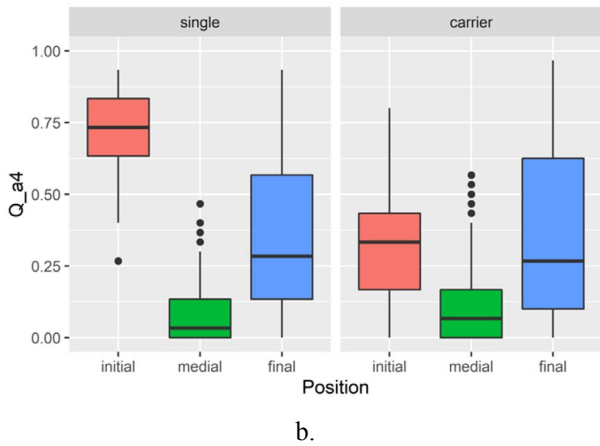 single carrier
1.00
0.75
0.50
0.25
0.00
Q_a4
initial medial final initial medial final
Position
b.